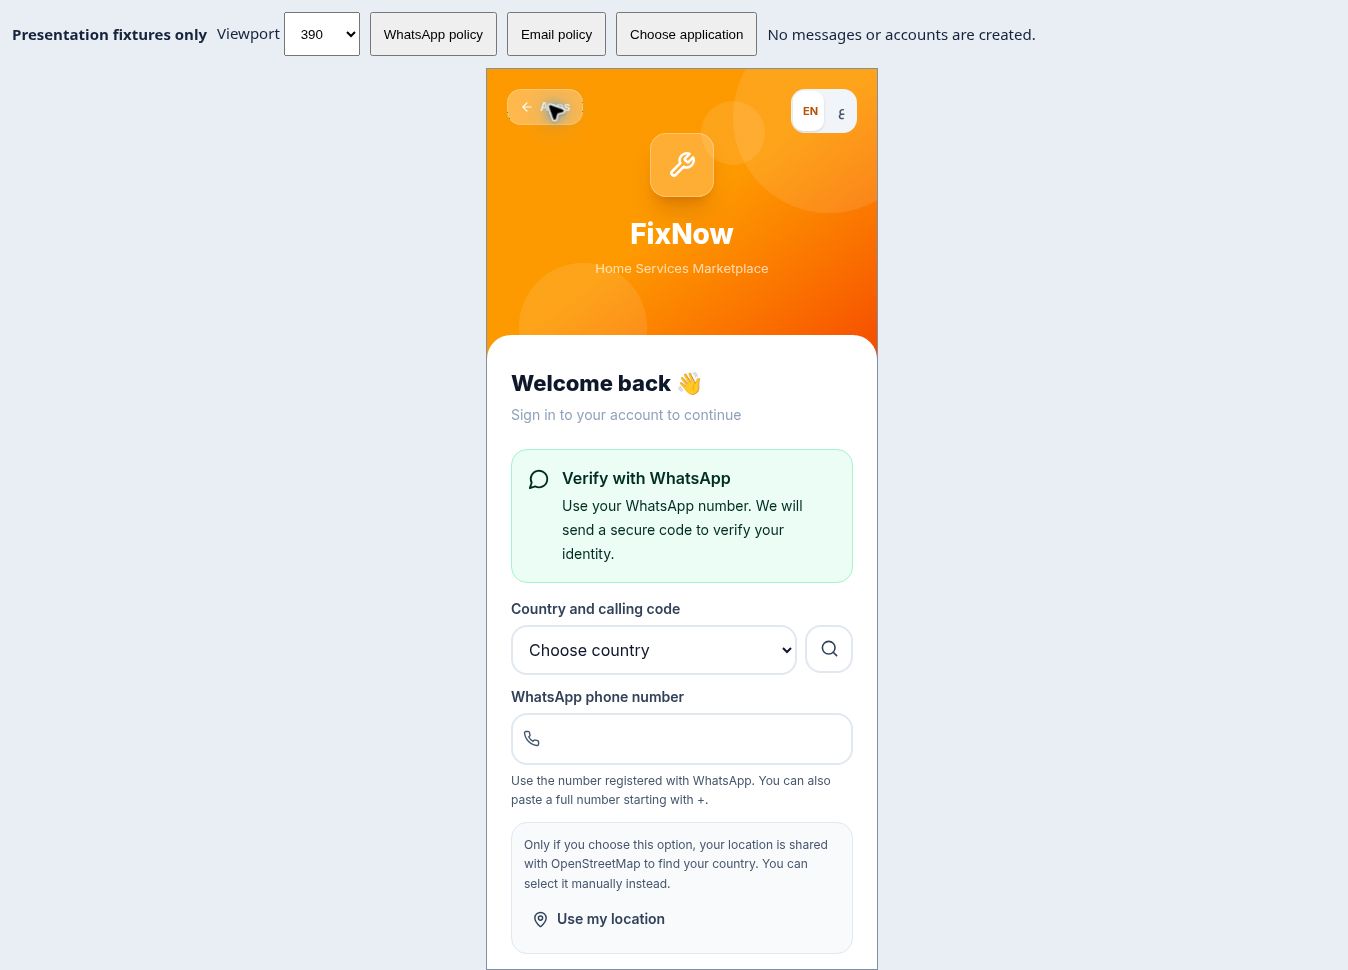 Presentation fixtures only Viewport 390 WhatsApp policy Email policy Choose application No messages or accounts are created.
EN ع
FixNow
Home Services Marketplace
Welcome back 👋
Sign in to your account to continue
Verify with WhatsApp
Use your WhatsApp number. We will
send a secure code to verify your
identity.
Country and calling code
Choose country
WhatsApp phone number
Use the number registered with WhatsApp. You can also
paste a full number starting with +.
Only if you choose this option, your location is shared
with OpenStreetMap to find your country. You can
select it manually instead.
Use my location